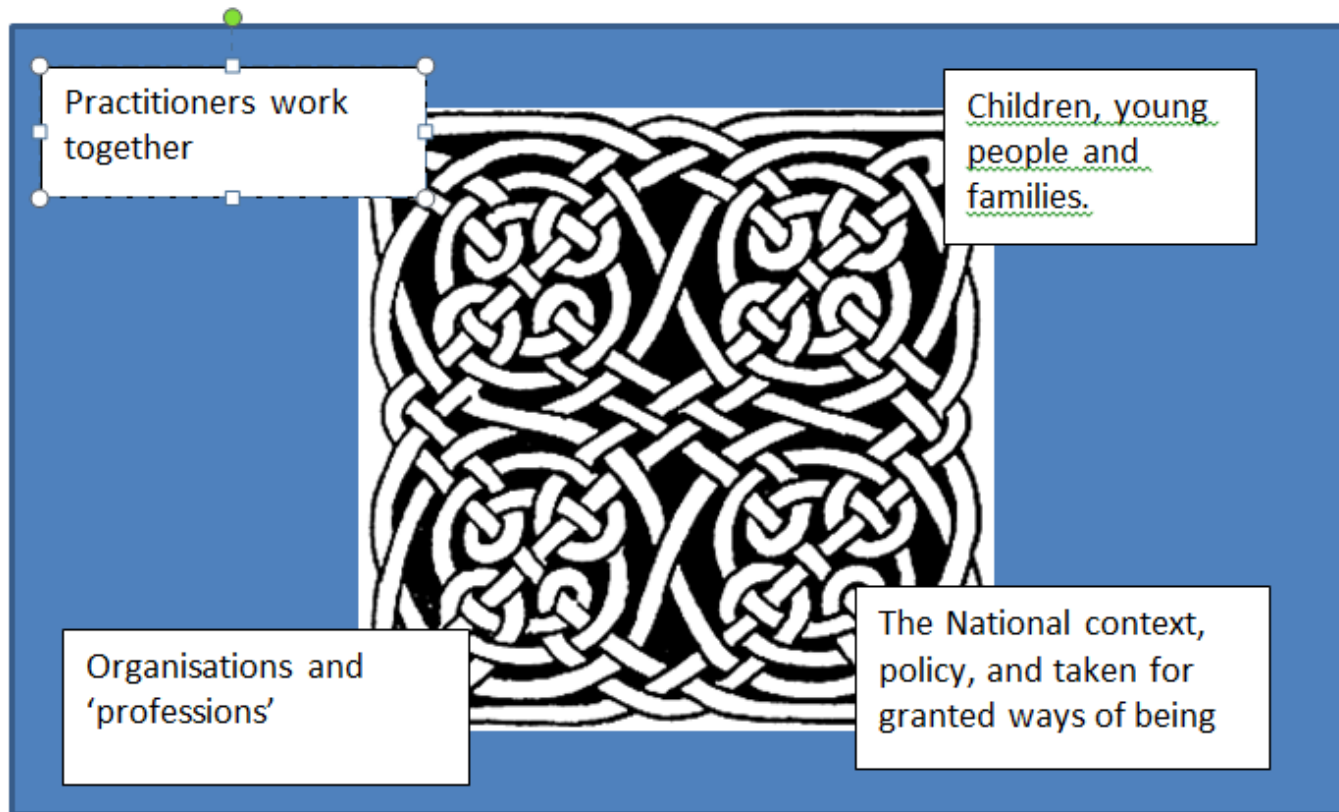 Practitioners work
together
Children, young
people and
families.
Organisations and
‘professions’
The National context,
policy, and taken for
granted ways of being